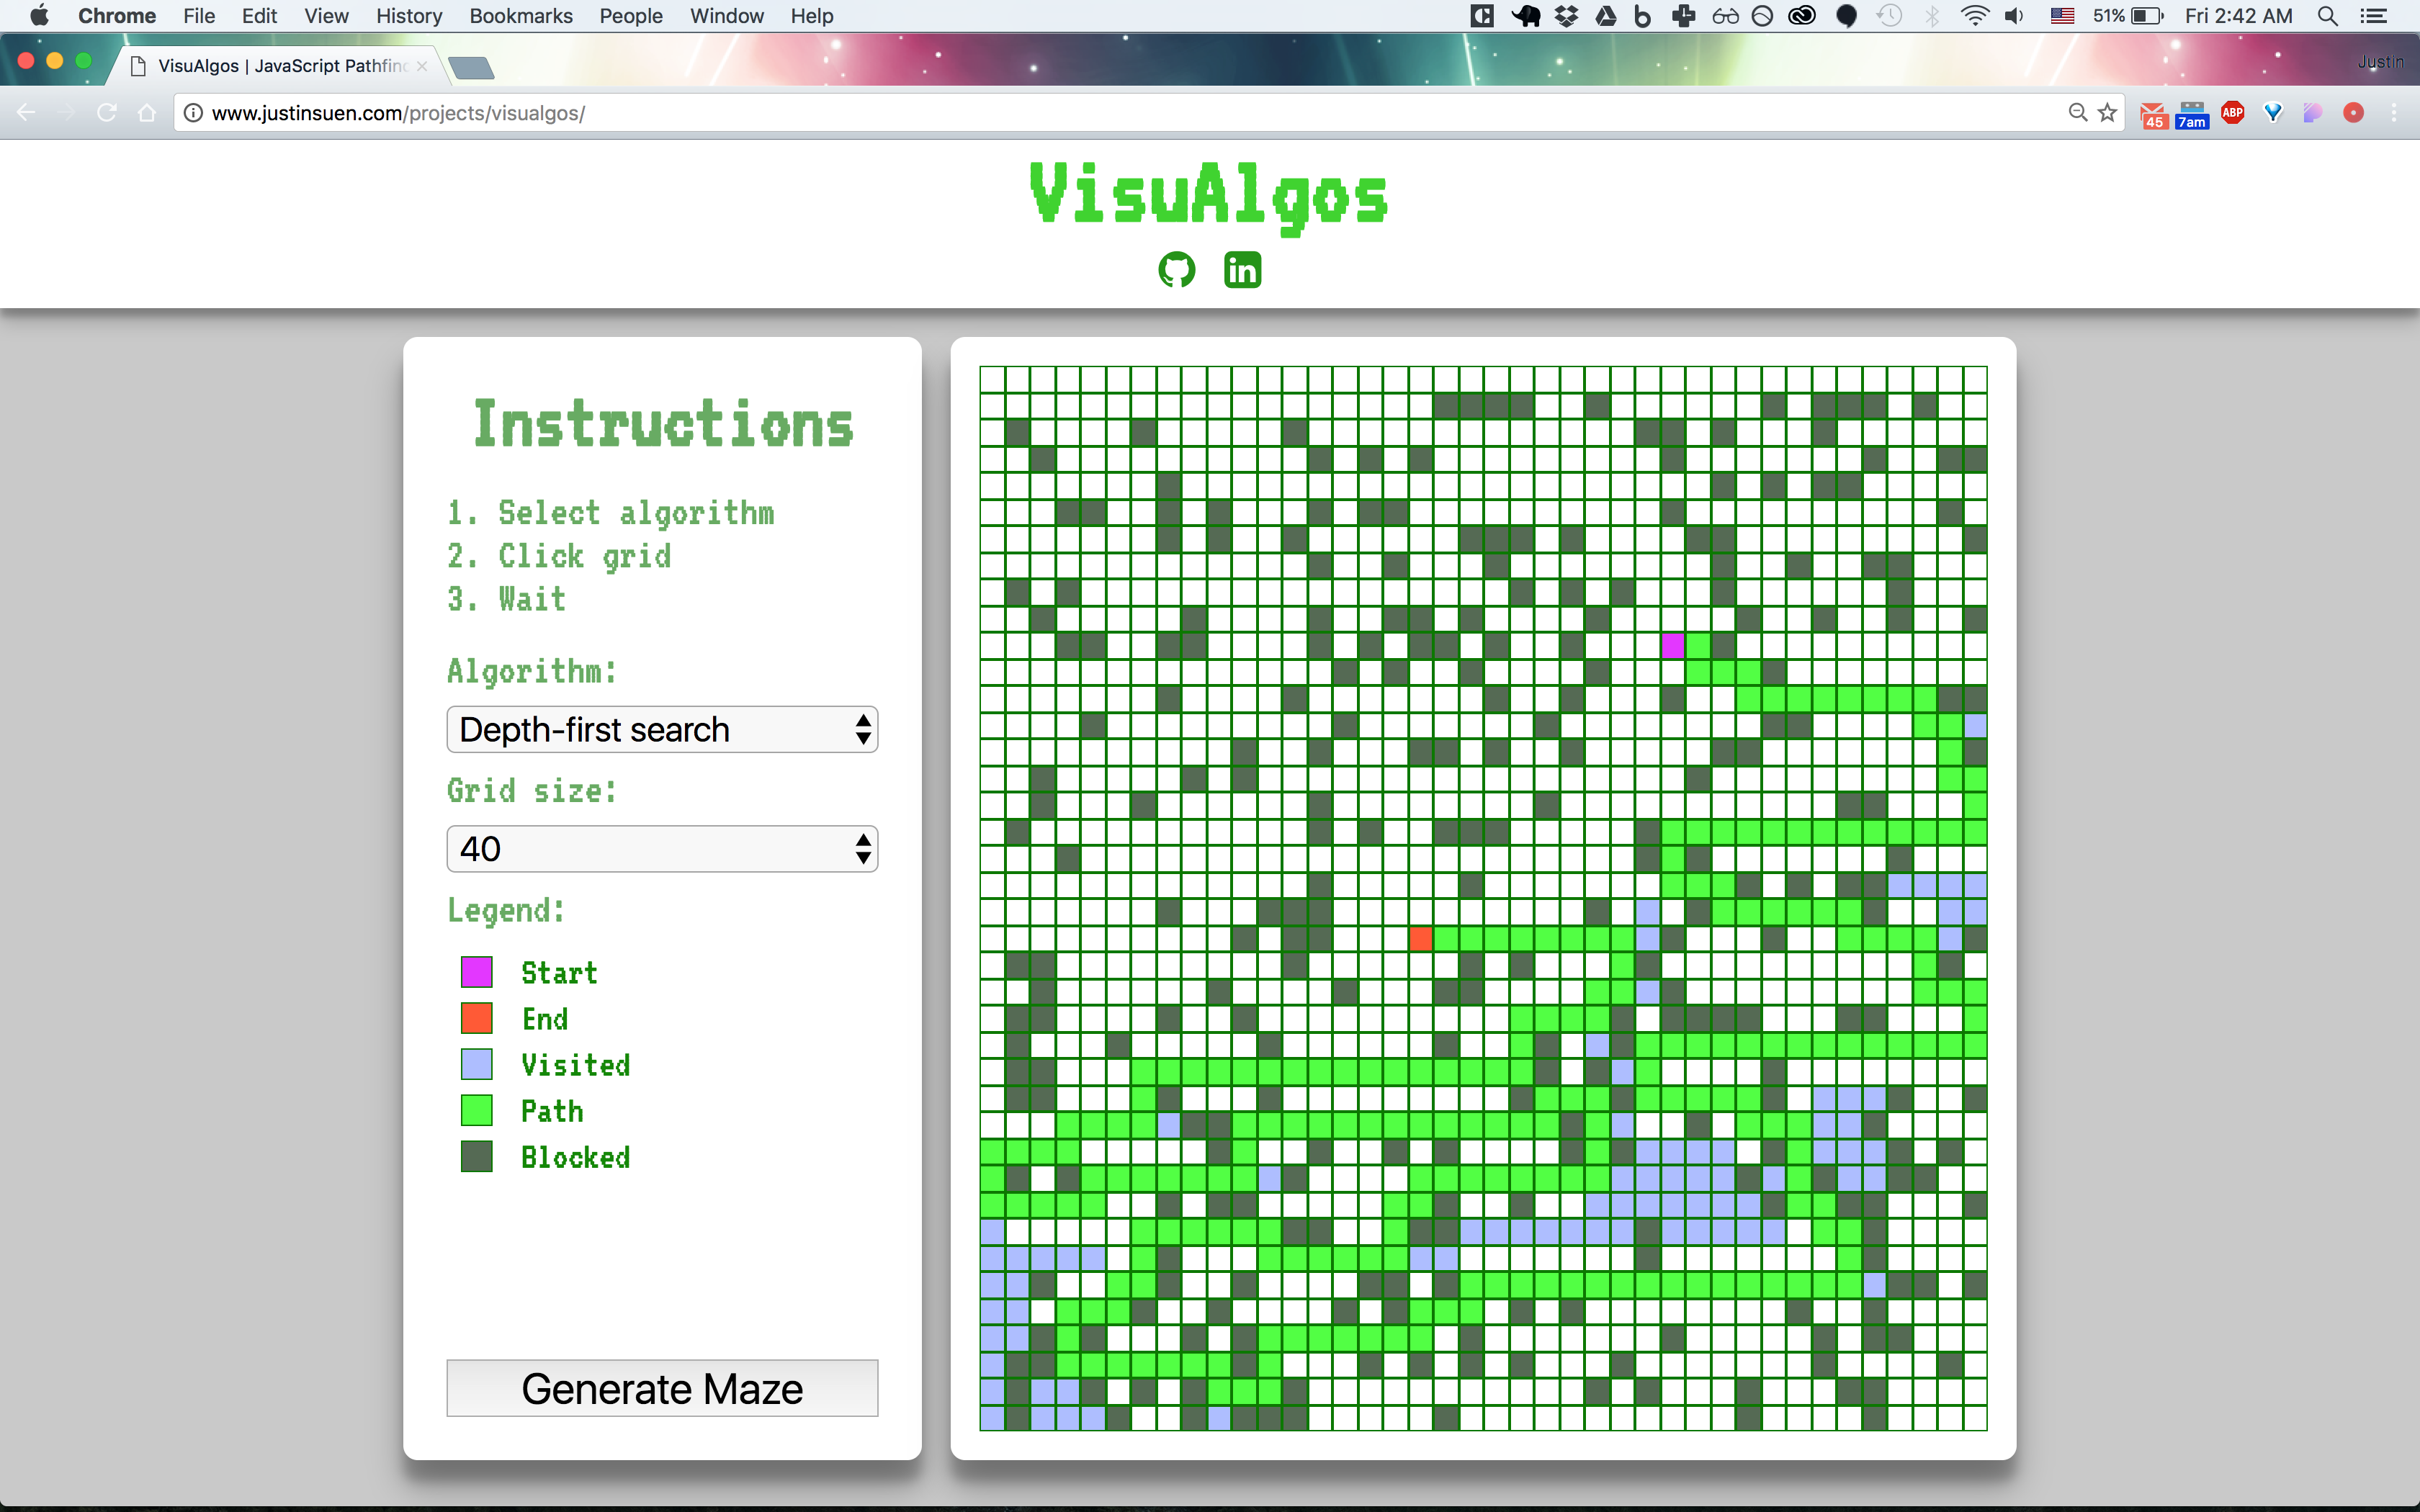 Chrome File Edit View History Bookmarks People Window Help 51% Fri 2:42 AM
VisuAlgos | JavaScript Pathfin
Justin
www.justinsuen.com/projects/visualgos/
45 7am ABP
VisuAlgos
in
Instructions
1. Select algorithm
2. Click grid
3. Wait
Algorithm:
Depth-first search
Grid size:
40
Legend:
Start
End
Visited
Path
Blocked
Generate Maze